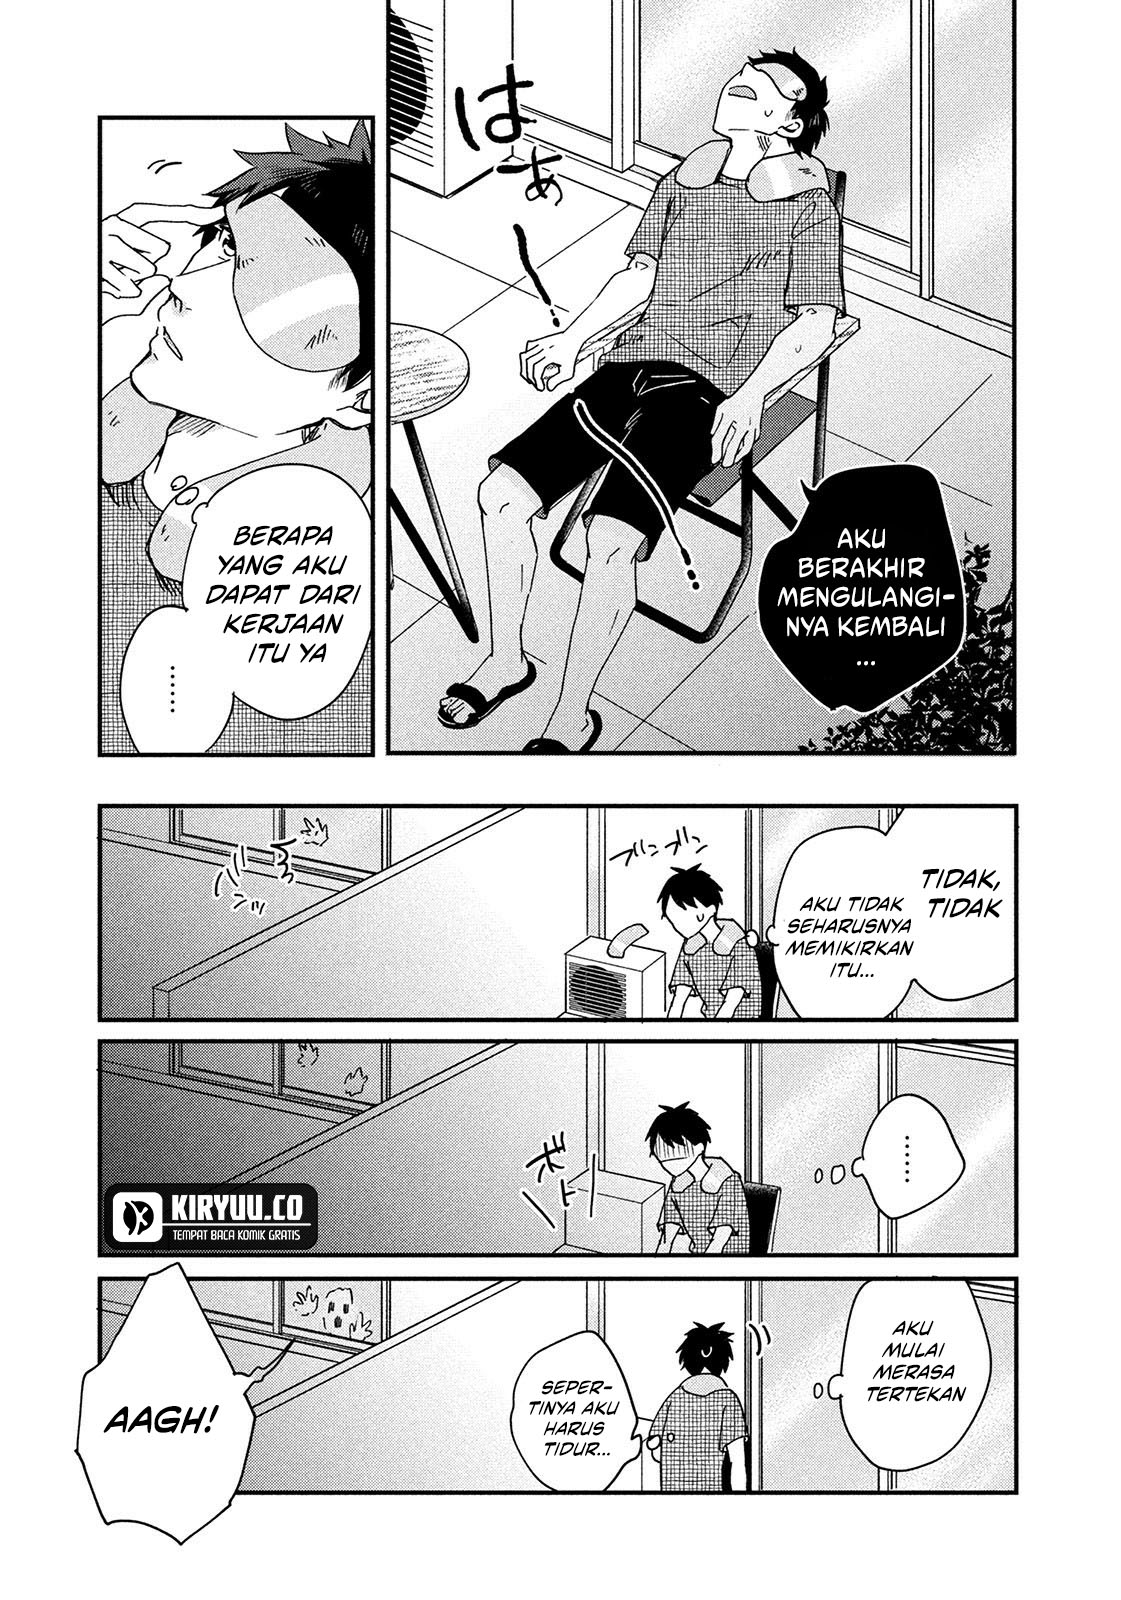 はぁー…
AKU
BERAKHIR
MENGULANGI-
NYA KEMBALI
...
BERAPA
YANG AKU
DAPAT DARI
KERJAAN
ITU YA
......
TIDAK,
TIDAK
AKU TIDAK
SEHARUSNYA
MEMIKIRKAN
ITU...
ブンブン
......
ボトッ
KIRYUU.CO
TEMPAT BACA KOMIK GRATIS
AKU
MULAI
MERASA
TERTEKAN
SEPER-
TINYA AKU
HARUS
TIDUR...
AAGH!